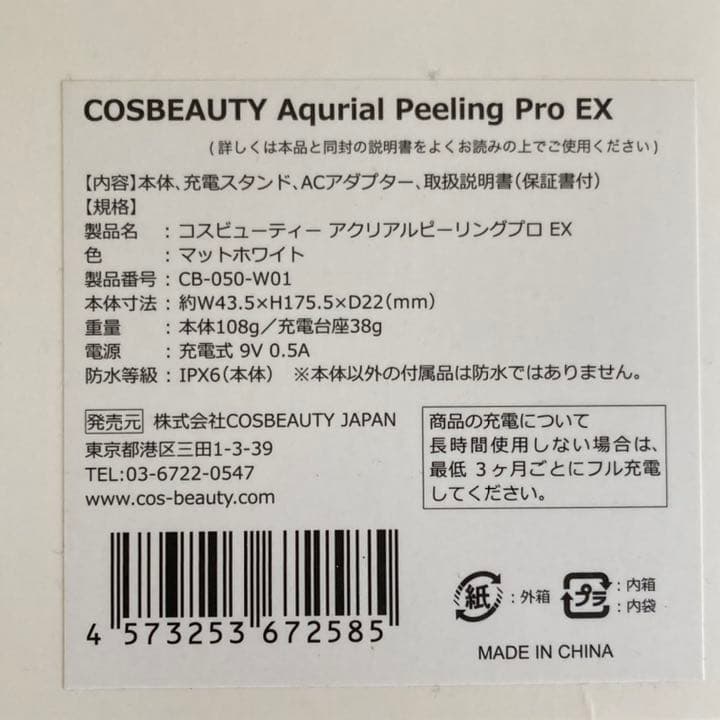 COSBEAUTY Aqurial Peeling Pro EX
(詳しくは本品と同封の説明書をよくお読みの上でご使用ください)
【内容】本体、充電スタンド、ACアダプター、取扱説明書(保証書付)
【規格】
製品名 : コスビューティー アクリアルピーリングプロ EX
色 : マットホワイト
製品番号 : CB-050-W01
本体寸法 : 約W43.5×H175.5×D22(mm)
重量 : 本体108g/充電台座38g
電源 : 充電式 9V 0.5A
防水等級 : IPX6(本体) ※本体以外の付属品は防水ではありません。
発売元 株式会社COSBEAUTY JAPAN
東京都港区三田1-3-39
TEL:03-6722-0547
www.cos-beauty.com
商品の充電について
長時間使用しない場合は、
最低 3ヶ月ごとにフル充電
してください。
4 573253 672585
紙 : 外箱
プラ : 内箱
: 内袋
MADE IN CHINA